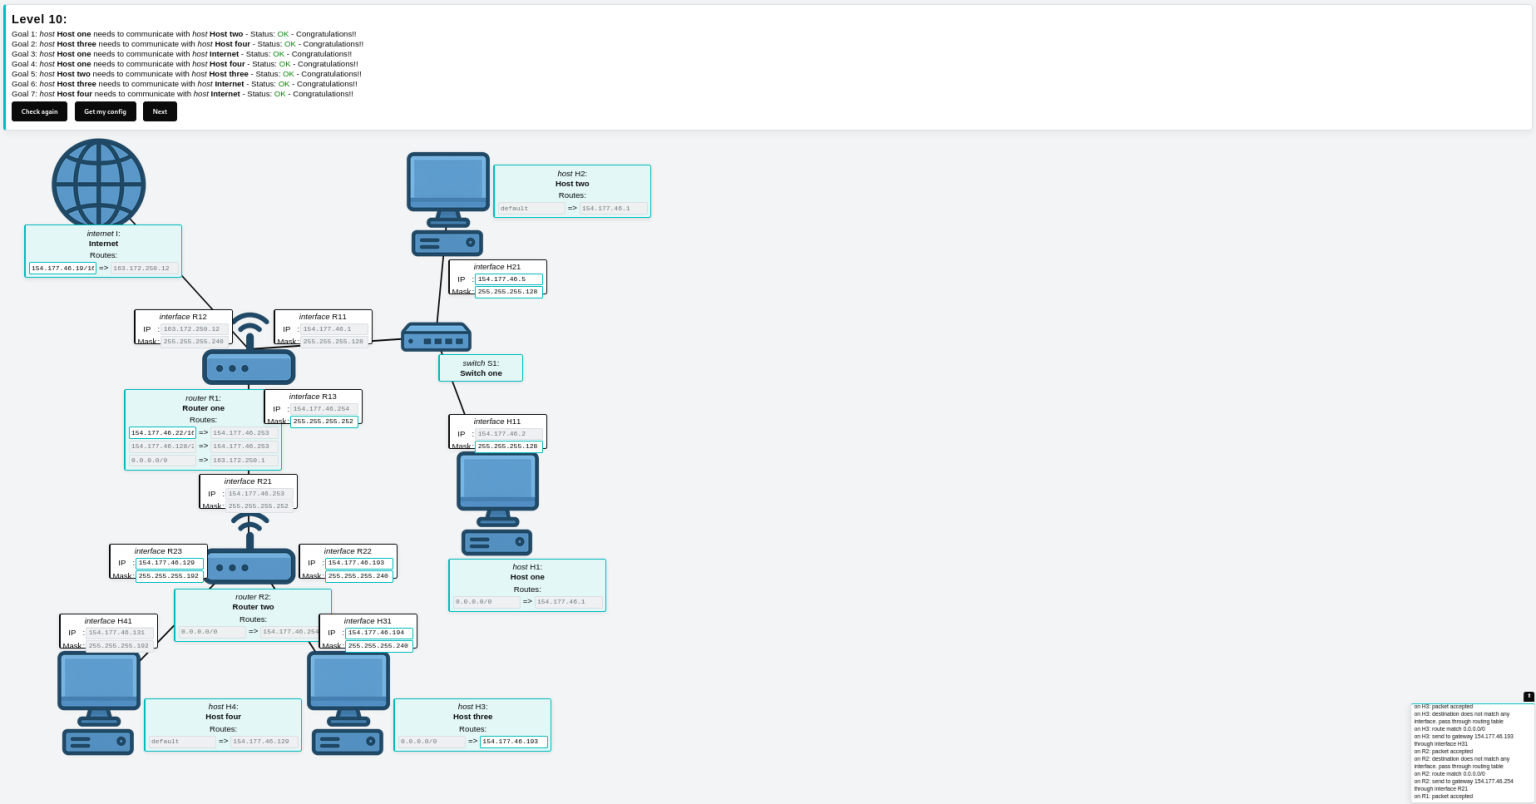 Level 10:
Goal 1: host Host one needs to communicate with host Host two - Status: OK - Congratulations!!
Goal 2: host Host three needs to communicate with host Host four - Status: OK - Congratulations!!
Goal 3: host Host one needs to communicate with host Internet - Status: OK - Congratulations!!
Goal 4: host Host one needs to communicate with host Host four - Status: OK - Congratulations!!
Goal 5: host Host two needs to communicate with host Host three - Status: OK - Congratulations!!
Goal 6: host Host three needs to communicate with host Internet - Status: OK - Congratulations!!
Goal 7: host Host four needs to communicate with host Internet - Status: OK - Congratulations!!
Check again Get my config Next
internet I:
Internet
Routes:
154.177.46.19/16 => 163.172.250.12
host H2:
Host two
Routes:
default => 154.177.46.1
interface H21
IP : 154.177.46.5
Mask: 255.255.255.128
interface R12
IP : 163.172.250.12
Mask: 255.255.255.240
interface R11
IP : 154.177.46.1
Mask: 255.255.255.128
switch S1:
Switch one
router R1:
Router one
Routes:
154.177.46.22/16 => 154.177.46.253
154.177.46.128/2 => 154.177.46.253
0.0.0.0/0 => 163.172.250.1
interface R13
IP : 154.177.46.254
Mask: 255.255.255.252
interface H11
IP : 154.177.46.2
Mask: 255.255.255.128
interface R21
IP : 154.177.46.253
Mask: 255.255.255.252
interface R23
IP : 154.177.46.129
Mask: 255.255.255.192
interface R22
IP : 154.177.46.193
Mask: 255.255.255.240
host H1:
Host one
Routes:
0.0.0.0/0 => 154.177.46.1
router R2:
Router two
Routes:
0.0.0.0/0 => 154.177.46.254
interface H41
IP : 154.177.46.131
Mask: 255.255.255.192
interface H31
IP : 154.177.46.194
Mask: 255.255.255.240
host H4:
Host four
Routes:
default => 154.177.46.129
host H3:
Host three
Routes:
0.0.0.0/0 => 154.177.46.193
on H3: packet accepted
on H3: destination does not match any
interface. pass through routing table
on H3: route match 0.0.0.0/0
on H3: send to gateway 154.177.46.193
through interface H31
on R2: packet accepted
on R2: destination does not match any
interface. pass through routing table
on R2: route match 0.0.0.0/0
on R2: send to gateway 154.177.46.254
through interface R21
on R1: packet accepted